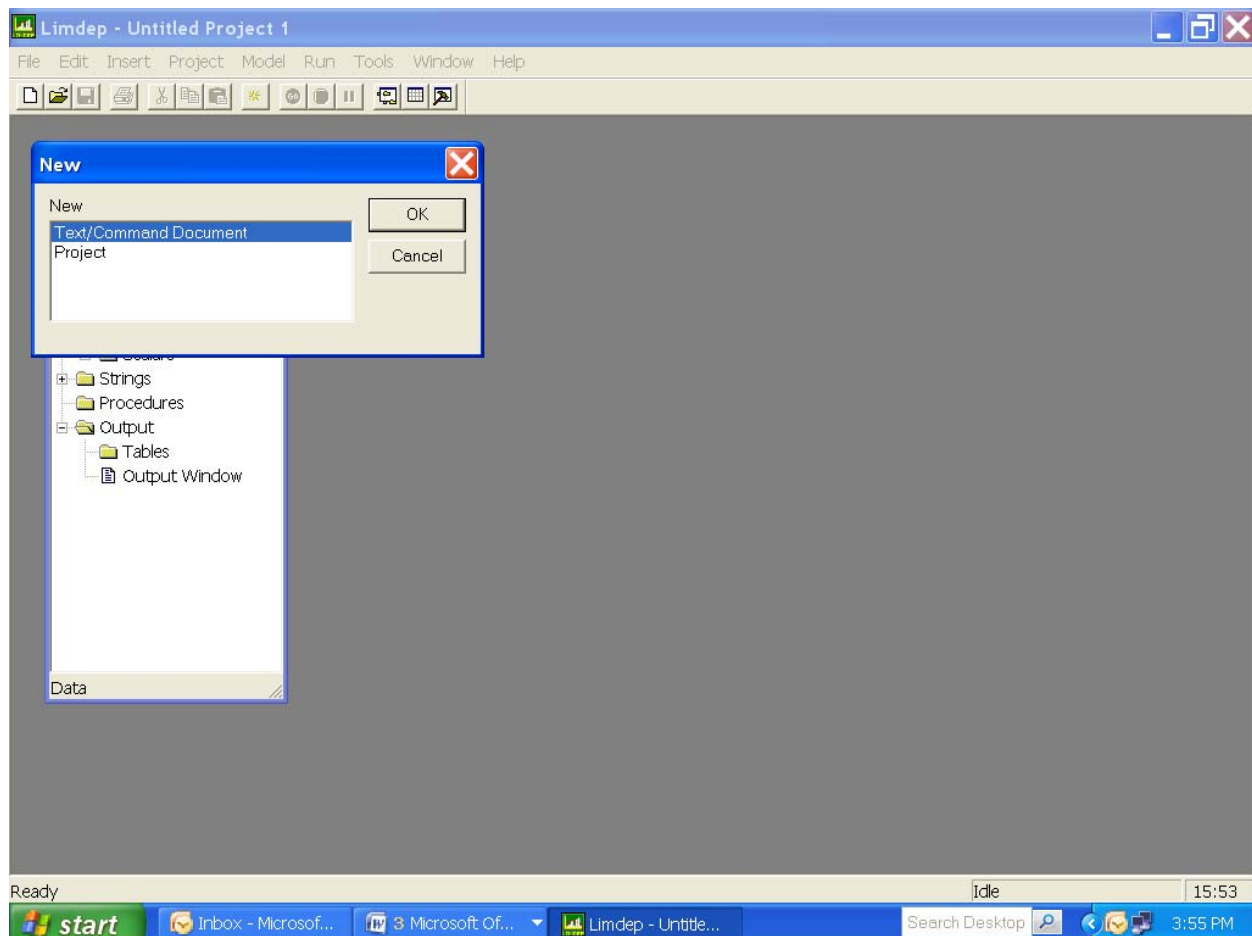 Limdep - Untitled Project 1
File Edit Insert Project Model Run Tools Window Help
GO
New
New
Text/Command Document
Project
OK
Cancel
Strings
Procedures
Output
Tables
Output Window
Data
Ready
Idle
15:53
start
Inbox - Microsof...
3 Microsoft Of...
Limdep - Untitle...
Search Desktop
3:55 PM